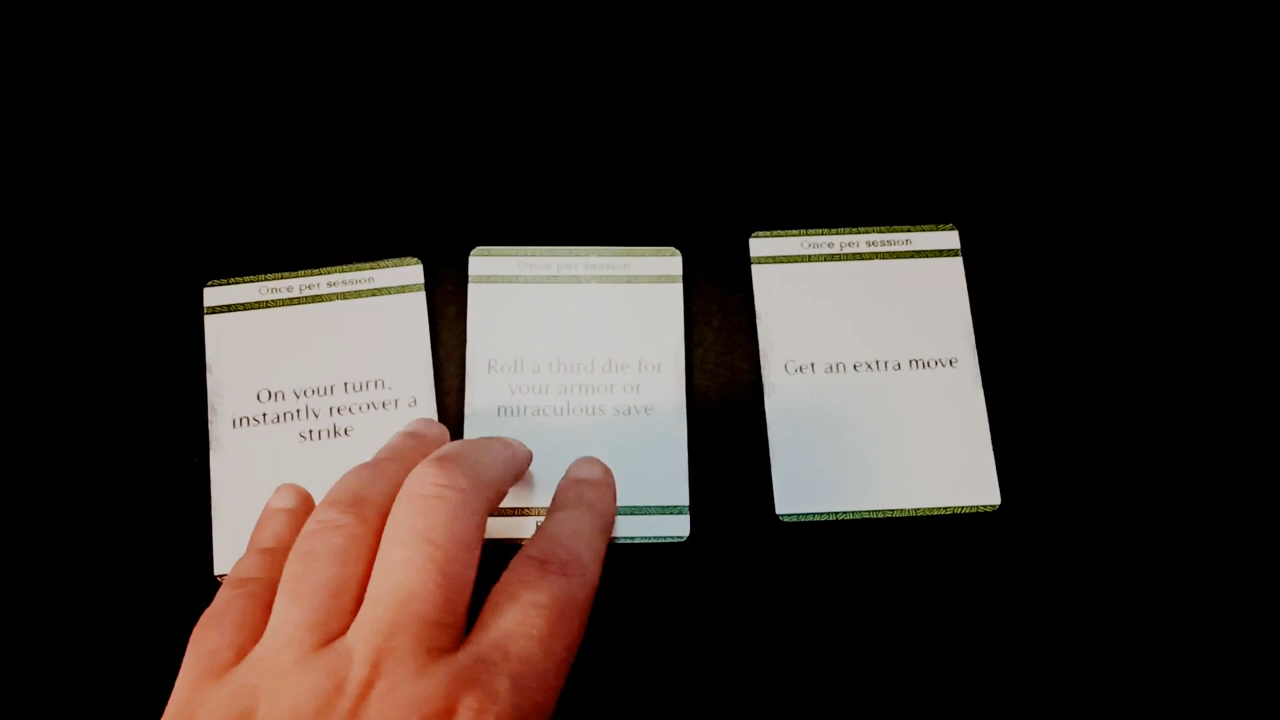 Once per session
On your turn,
instantly recover a
strike
Once per session
Roll a third die for
your armor or
miraculous save
Once per session
Get an extra move